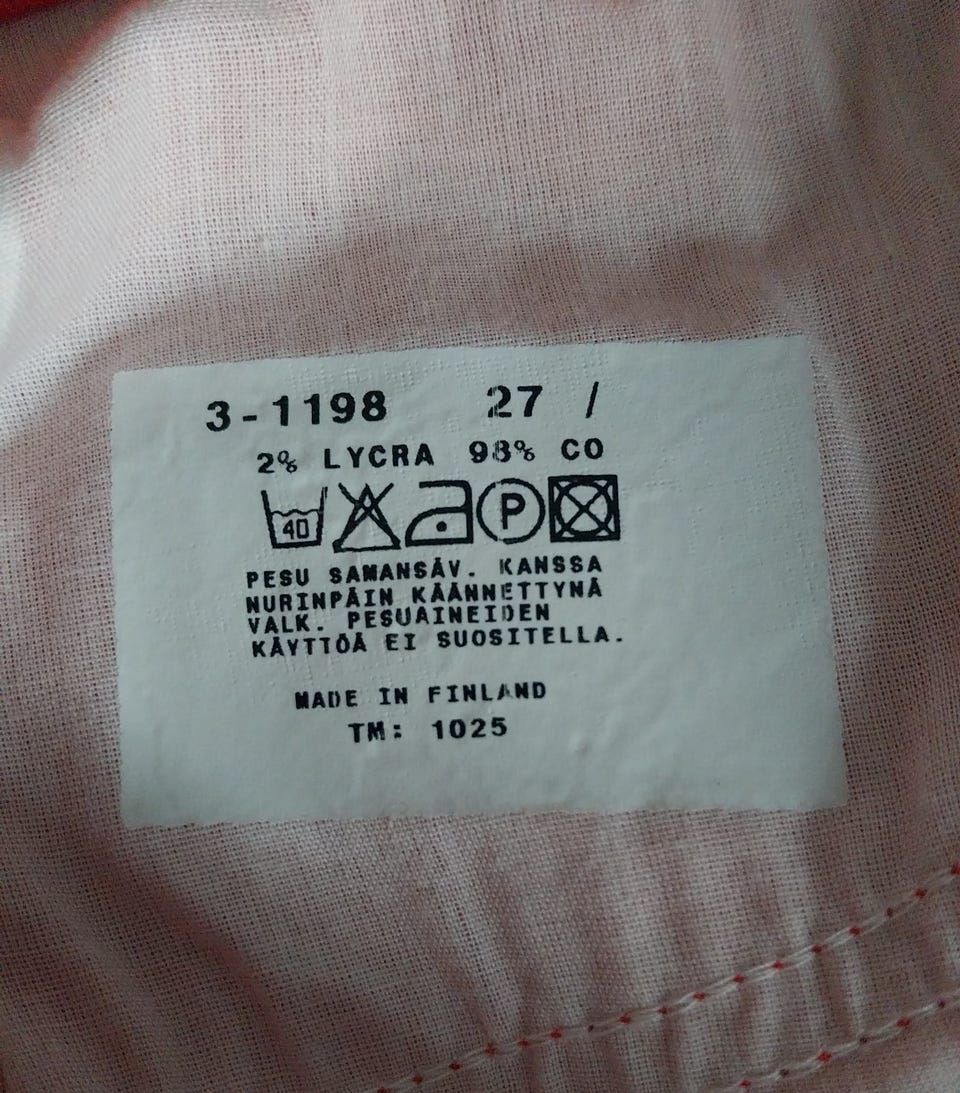 3-1198 27 /
2% LYCRA 98% CO
40 P
PESU SAMANSÄV. KANSSA
NURINPÄIN KÄÄNNETTYNÄ
VALK. PESUAINEIDEN
KÄYTTÖÄ EI SUOSITELLA.
MADE IN FINLAND
TM: 1025